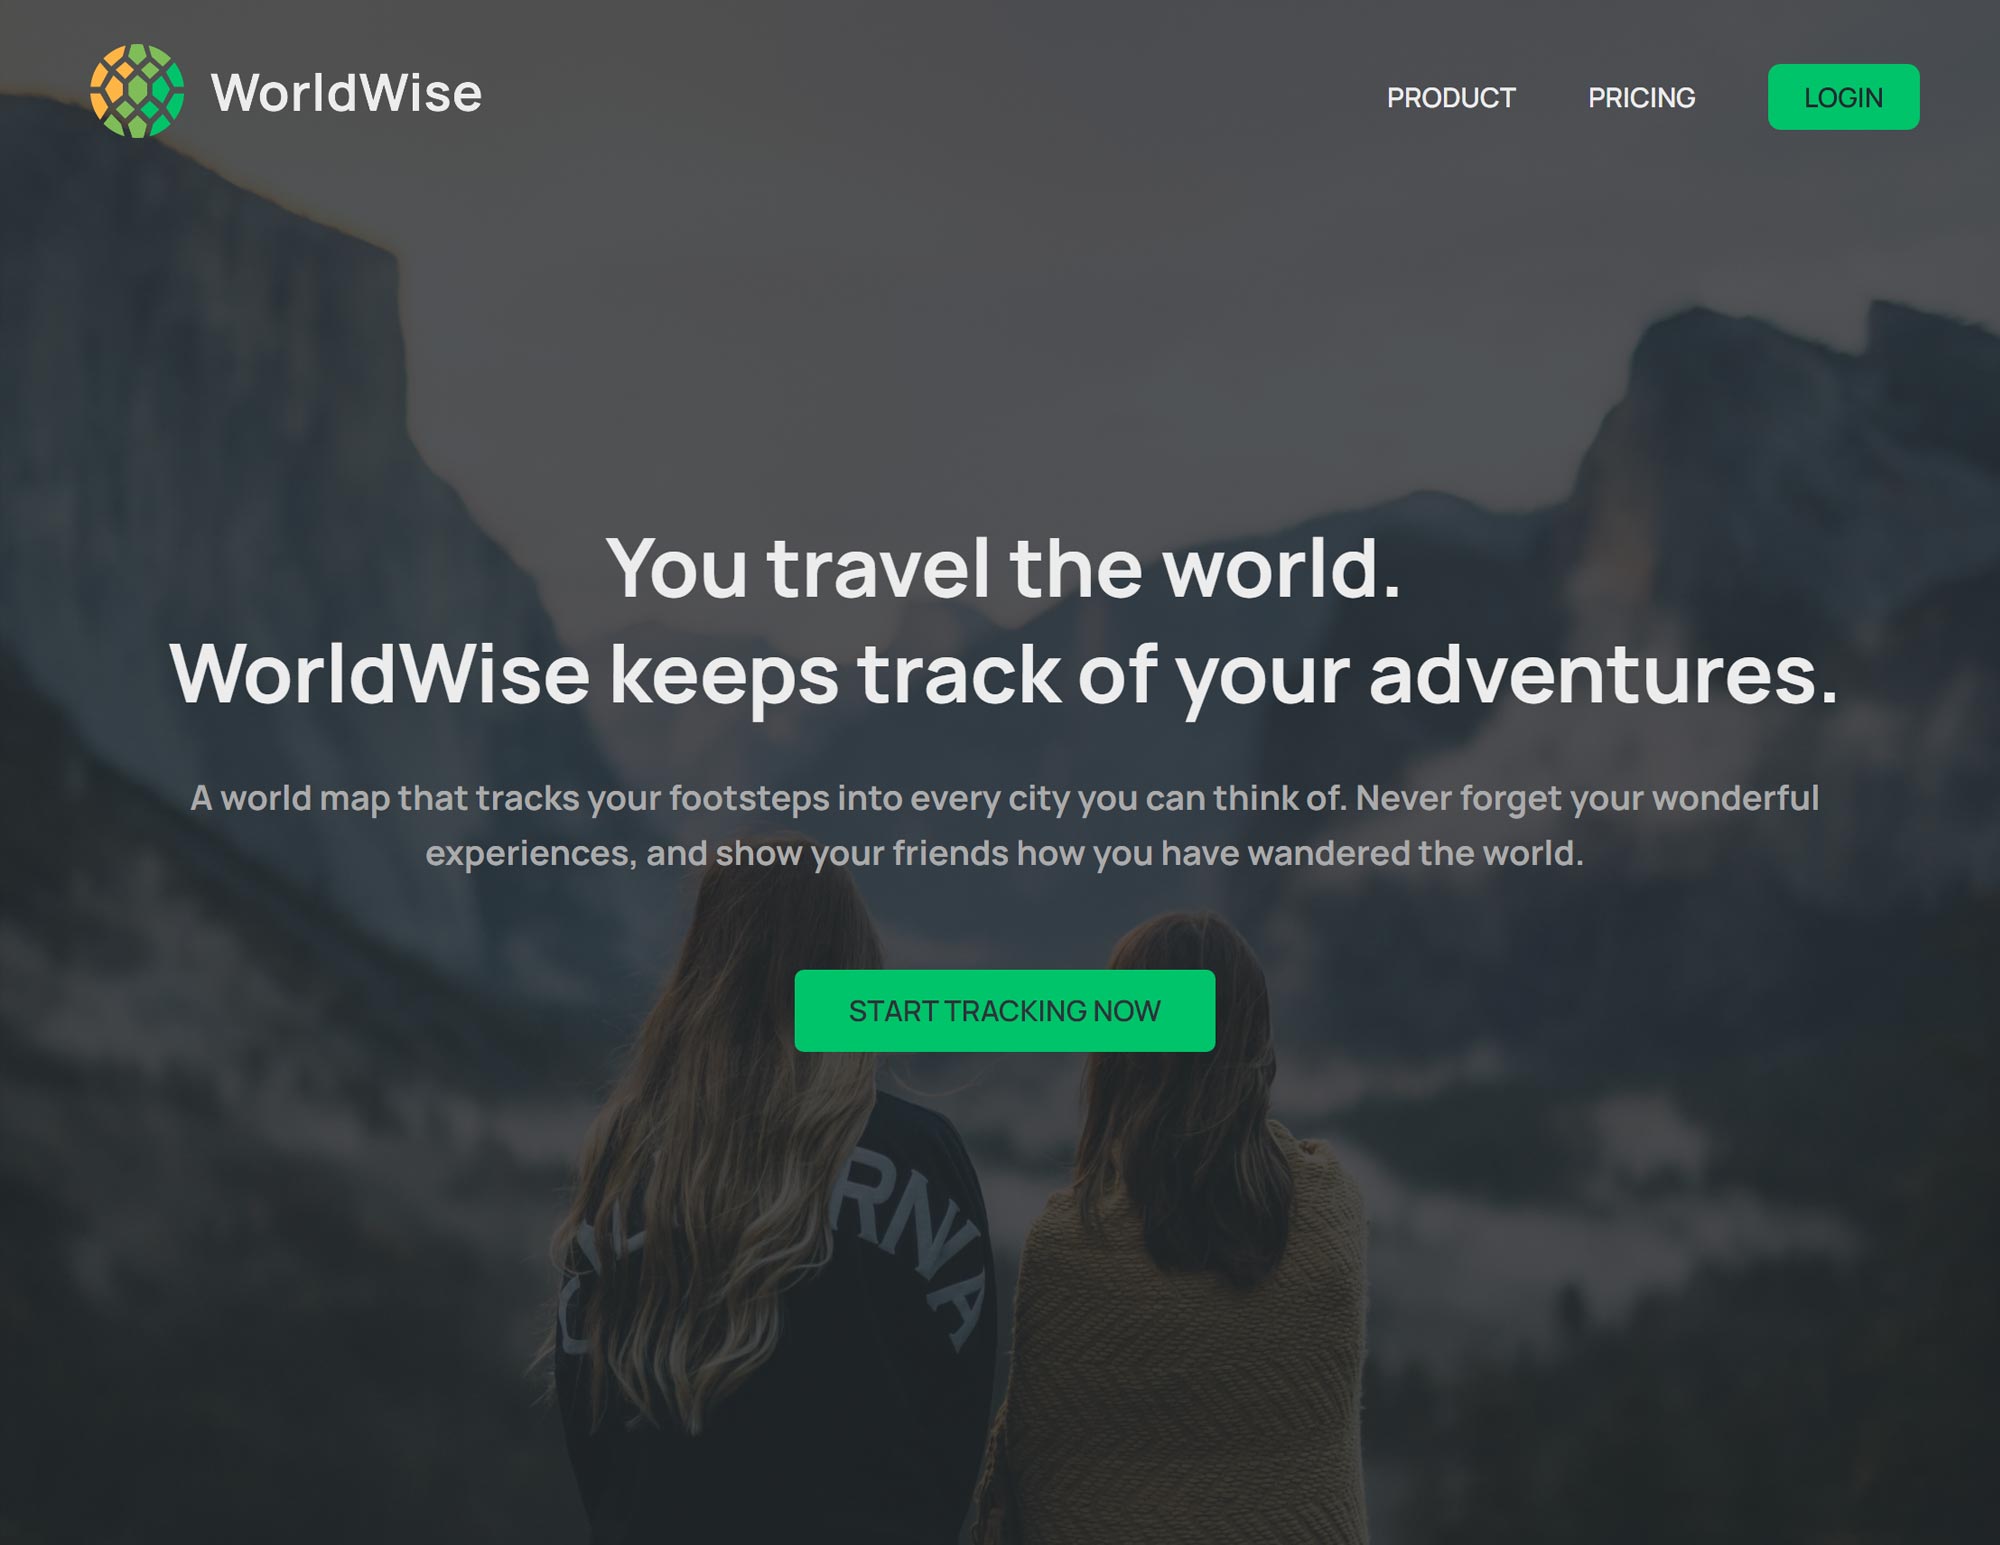 WorldWise
PRODUCT
PRICING
LOGIN
You travel the world.
WorldWise keeps track of your adventures.
A world map that tracks your footsteps into every city you can think of. Never forget your wonderful
experiences, and show your friends how you have wandered the world.
START TRACKING NOW
RNIA